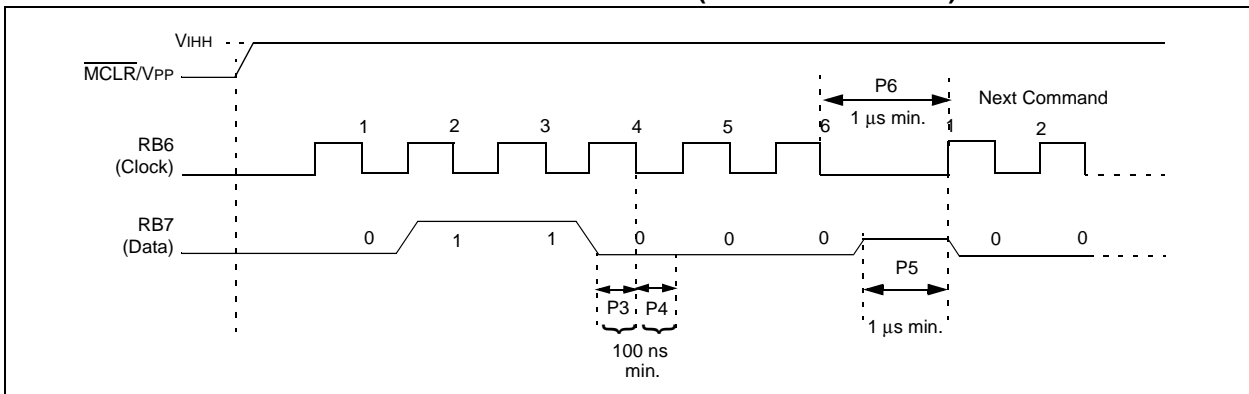 VIHH
MCLR/VPP
P6
1 µs min.
Next Command
1 2 3 4 5 6 1 2
RB6
(Clock)
RB7
(Data)
0 1 1 0 0 0 0 0
P5
1 µs min.
P3 P4
100 ns
min.